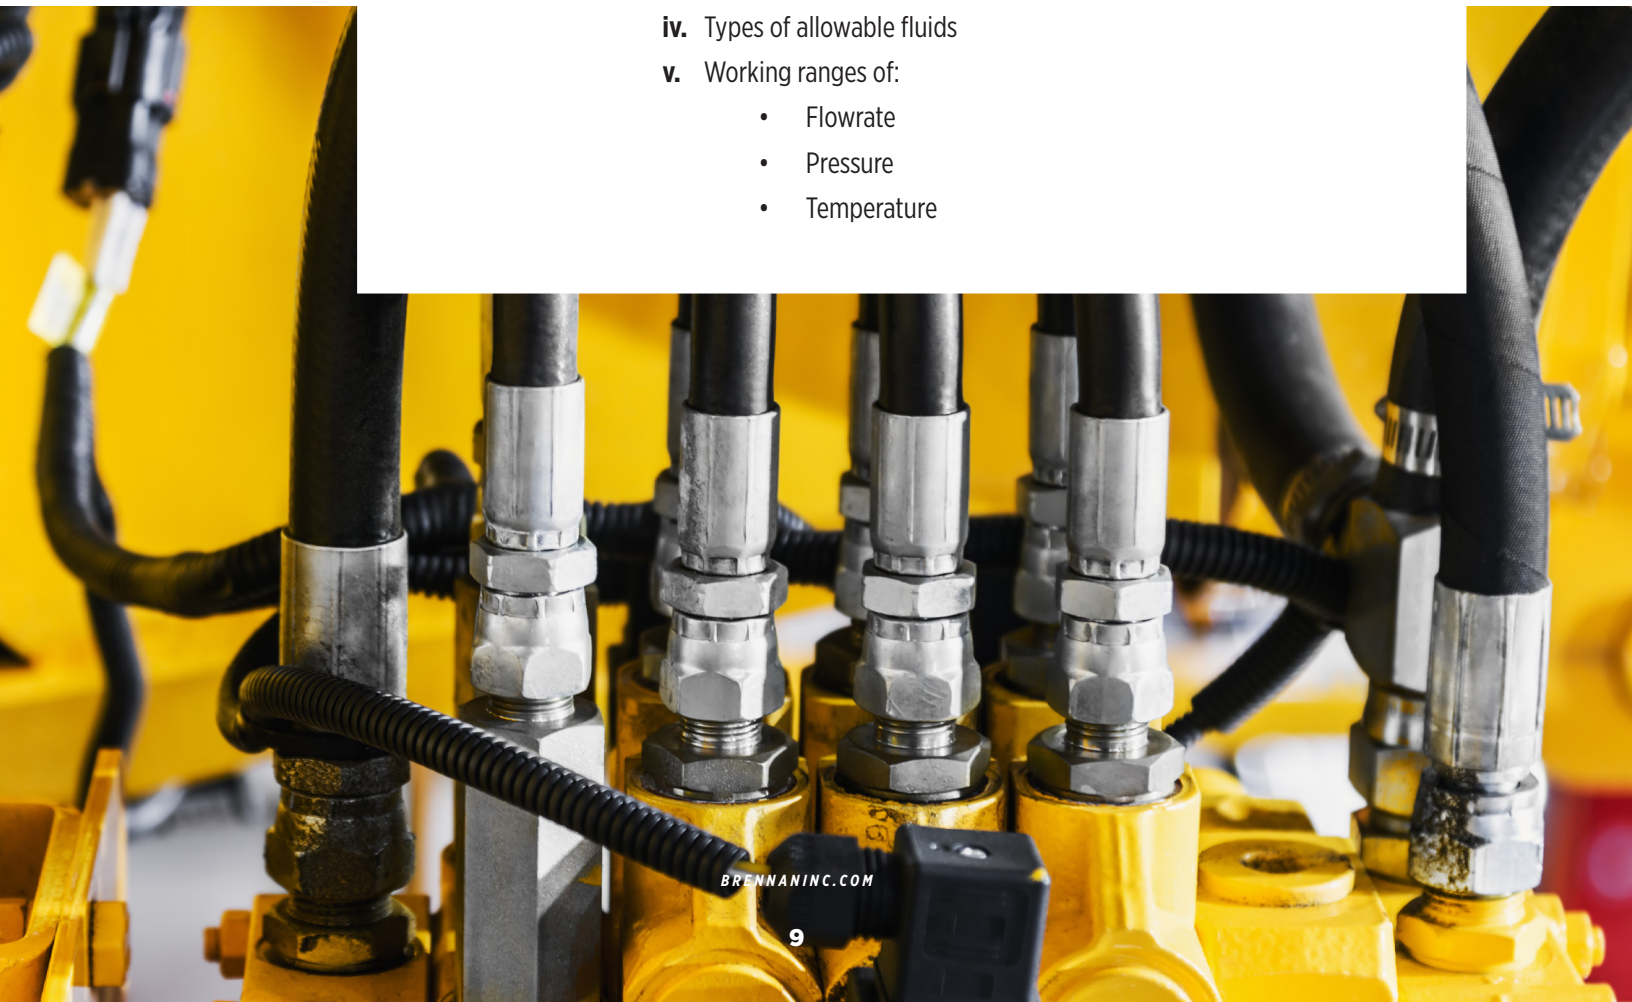 iv. Types of allowable fluids
v. Working ranges of:
• Flowrate
• Pressure
• Temperature
BRENNANINC.COM
9